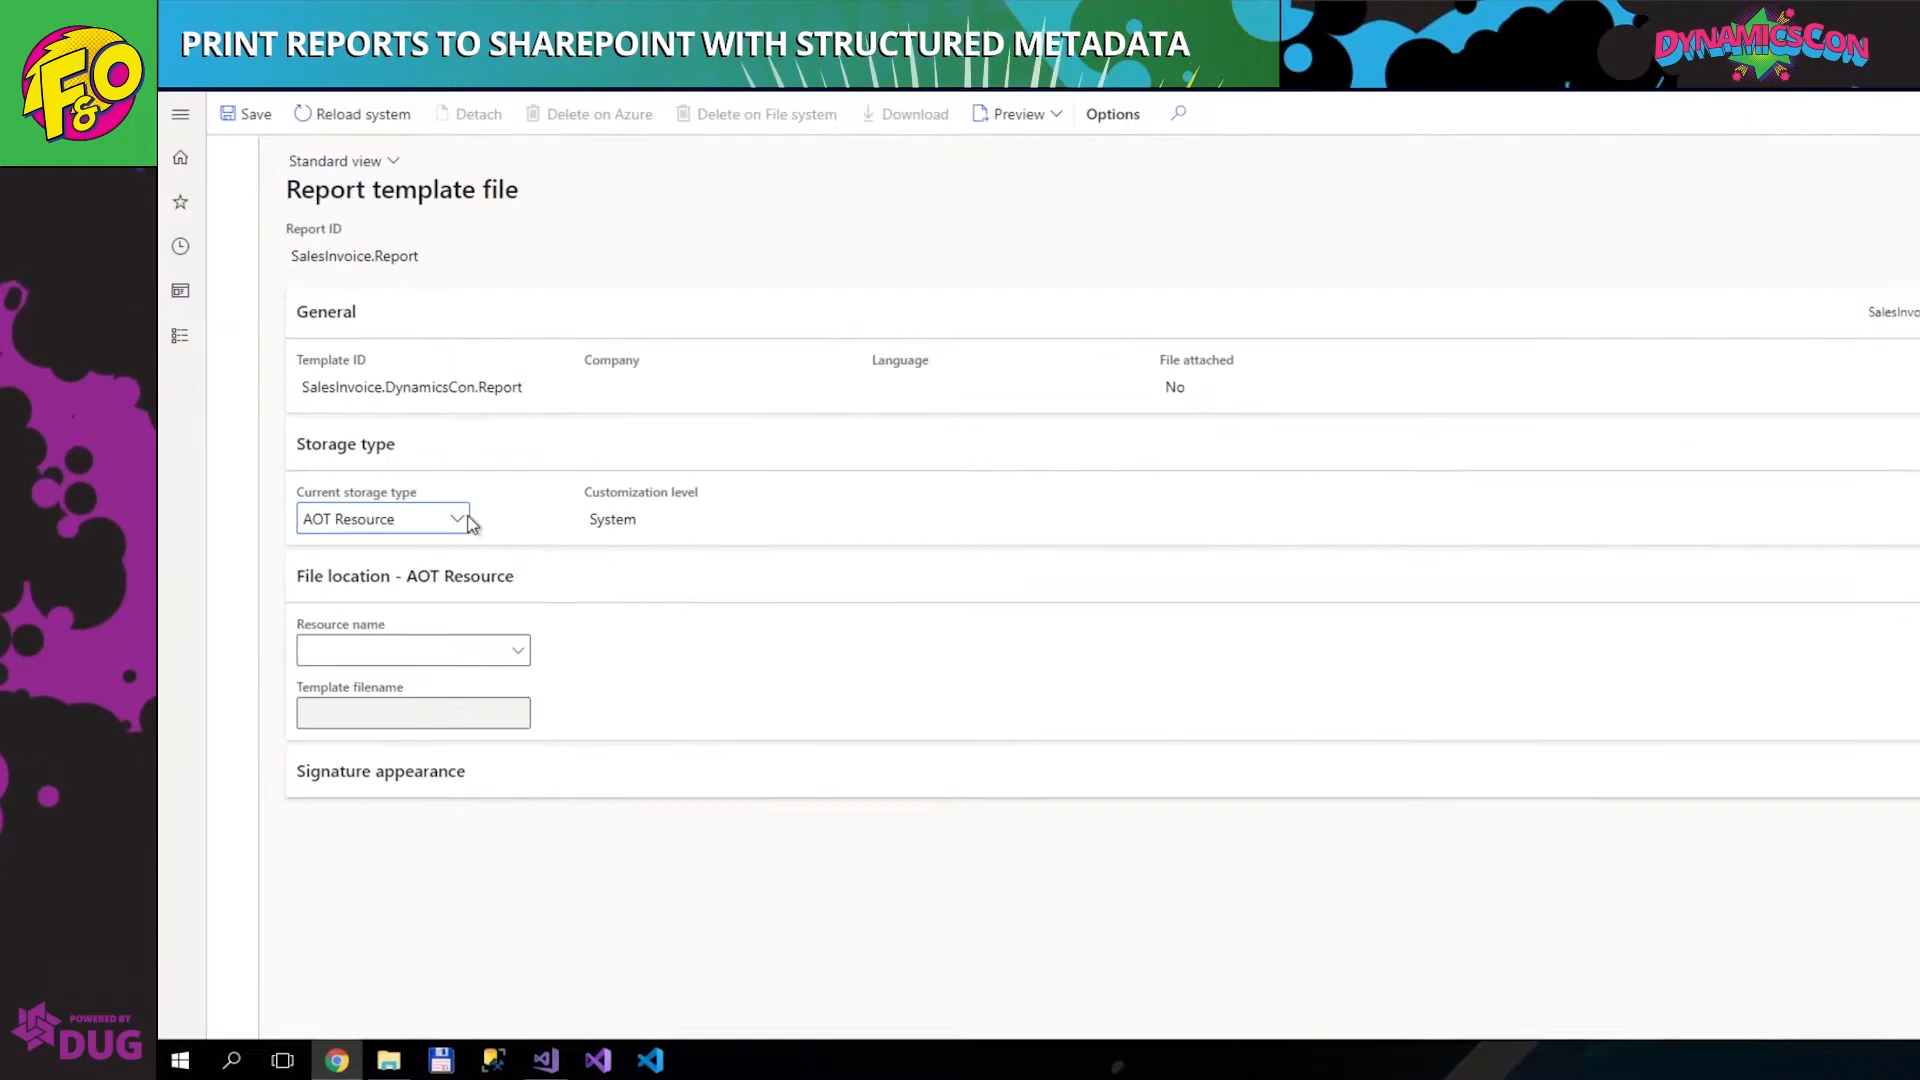 F&O
PRINT REPORTS TO SHAREPOINT WITH STRUCTURED METADATA
DYNAMICSCON
Save
Reload system
Detach
Delete on Azure
Delete on File system
Download
Preview
Options
Standard view
Report template file
Report ID
SalesInvoice.Report
General
SalesInvo
Template ID
Company
Language
File attached
SalesInvoice.DynamicsCon.Report
No
Storage type
Current storage type
Customization level
AOT Resource
System
File location - AOT Resource
Resource name
Template filename
Signature appearance
POWERED BY
DUG